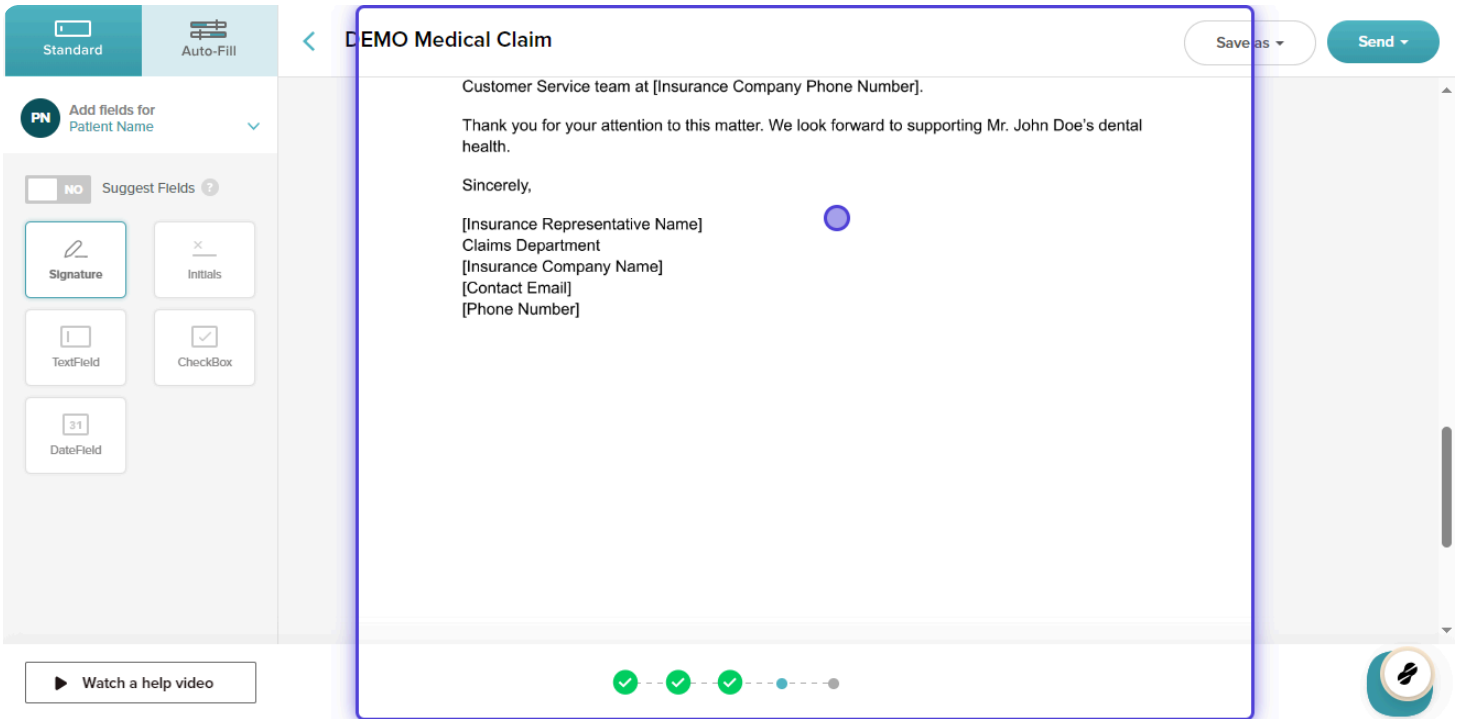 Standard
Auto-Fill
DEMO Medical Claim
Save as
Send
PN
Add fields for
Patient Name
NO
Suggest Fields ?
Signature
Initials
TextField
CheckBox
31
DateField
Customer Service team at [Insurance Company Phone Number].
Thank you for your attention to this matter. We look forward to supporting Mr. John Doe's dental
health.
Sincerely,
[Insurance Representative Name]
Claims Department
[Insurance Company Name]
[Contact Email]
[Phone Number]
Watch a help video